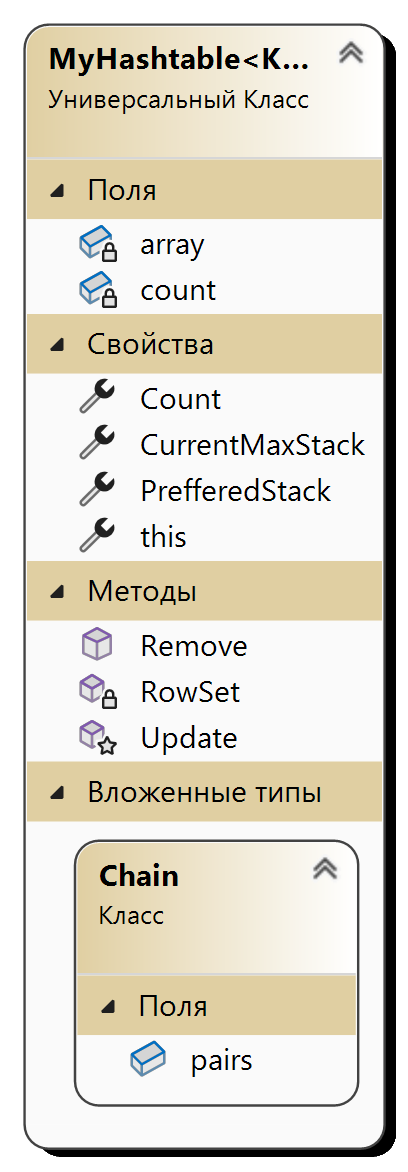 MyHashtable<K...
Универсальный Класс
Поля
array
count
Свойства
Count
CurrentMaxStack
PrefferedStack
this
Методы
Remove
RowSet
Update
Вложенные типы
Chain
Класс
Поля
pairs